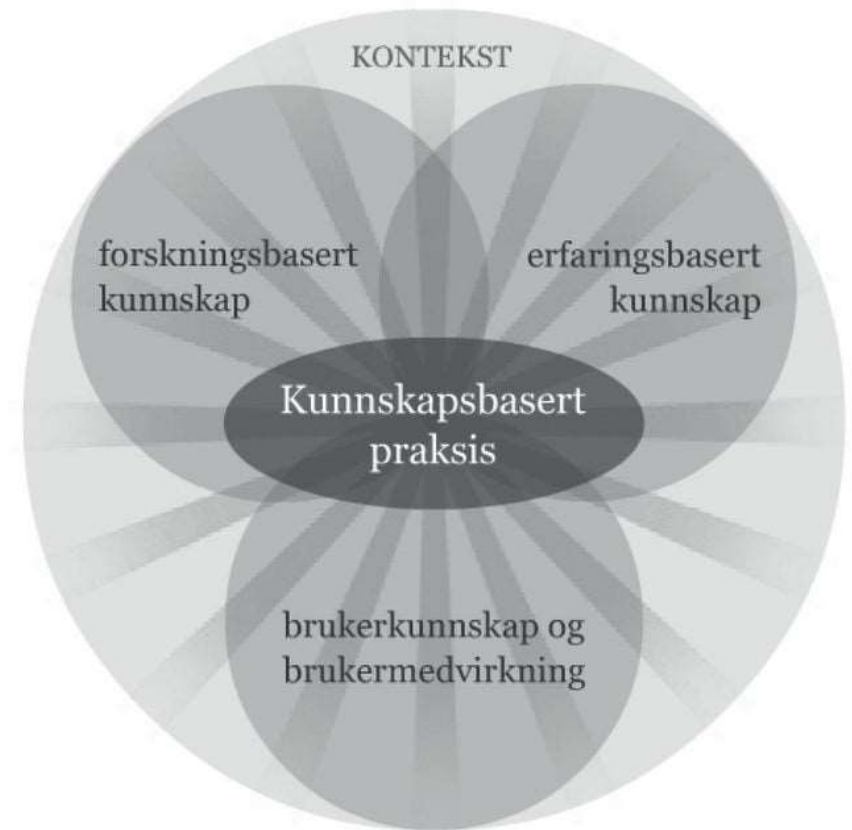 KONTEKST
forskningsbasert
kunnskap
erfaringsbasert
kunnskap
Kunnskapsbasert
praksis
brukerkunnskap og
brukermedvirkning